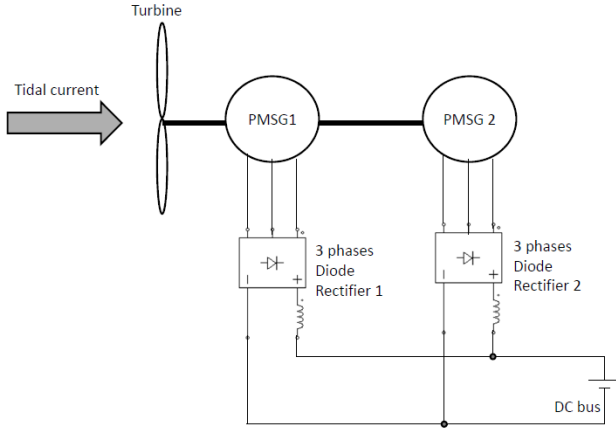 Turbine
Tidal current
PMSG1
PMSG 2
3 phases
Diode
Rectifier 1
3 phases
Diode
Rectifier 2
DC bus